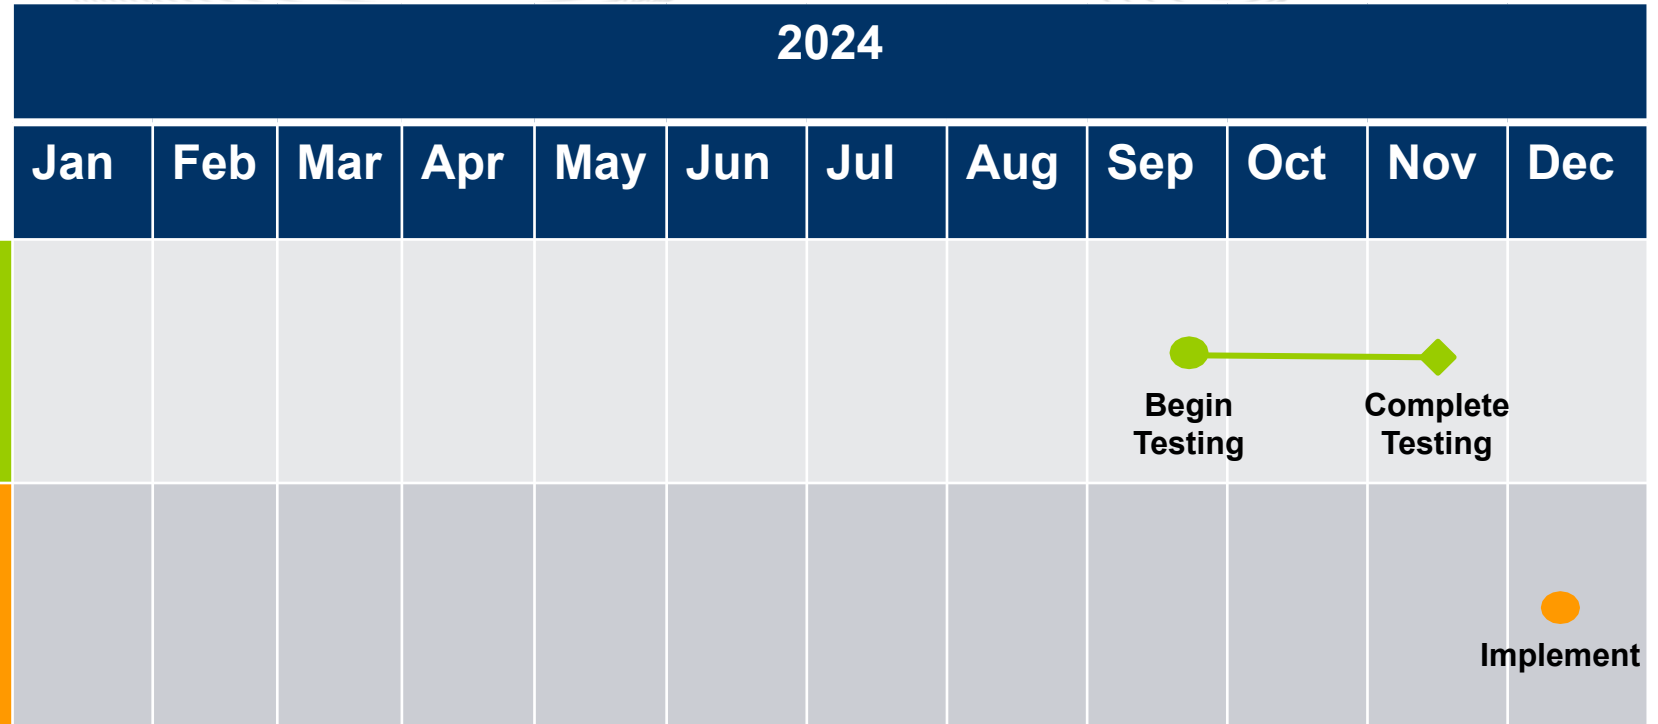 2024
Jan Feb Mar Apr May Jun Jul Aug Sep Oct Nov Dec
Begin
Testing
Complete
Testing
Implement